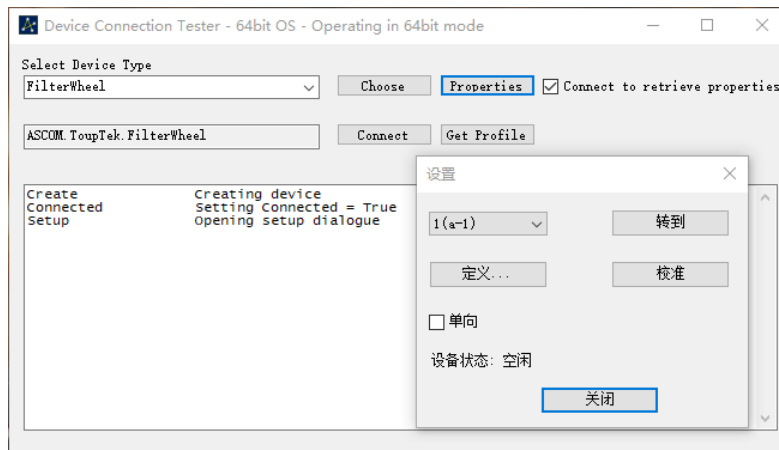 Device Connection Tester - 64bit OS - Operating in 64bit mode
Select Device Type
FilterWheel
Choose
Properties
Connect to retrieve properties
ASCOM.ToupTek.FilterWheel
Connect
Get Profile
Create Creating device
Connected Setting Connected = True
Setup Opening setup dialogue
设置
1(a-1)
转到
定义...
校准
单向
设备状态: 空闲
关闭